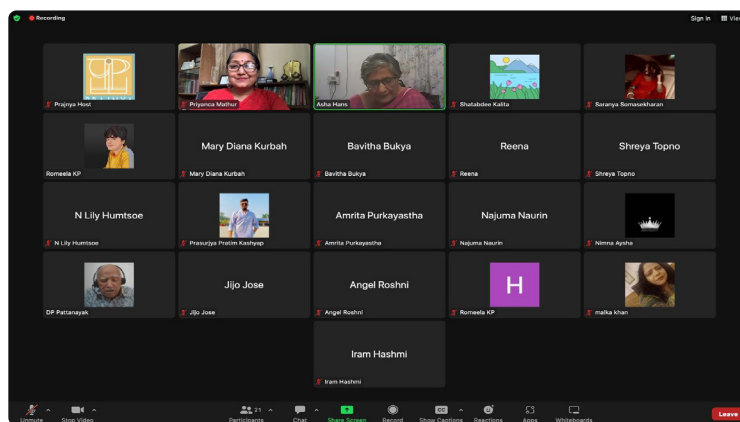 Recording
Sign In View
PRAJNYA
Prajnya Host
Priyanca Mathur
Asha Hans
Shatabdee Kalita
Saranya Somasekharan
Romeela KP
Mary Diana Kurbah
Mary Diana Kurbah
Bavitha Bukya
Bavitha Bukya
Reena
Reena
Shreya Topno
Shreya Topno
N Lily Humtsoe
N Lily Humtsoe
Prasurjya Pratim Kashyap
Amrita Purkayastha
Amrita Purkayastha
Najuma Naurin
Najuma Naurin
Nimna Aysha
DP Pattanayak
Jijo Jose
Jijo Jose
Angel Roshni
Angel Roshni
H
Romeela KP
malka khan
Iram Hashmi
Iram Hashmi
Unmute
Stop Video
21
Participants
Chat
Share Screen
Record
CC
Show Captions
Reactions
Apps
Whiteboards
Leave